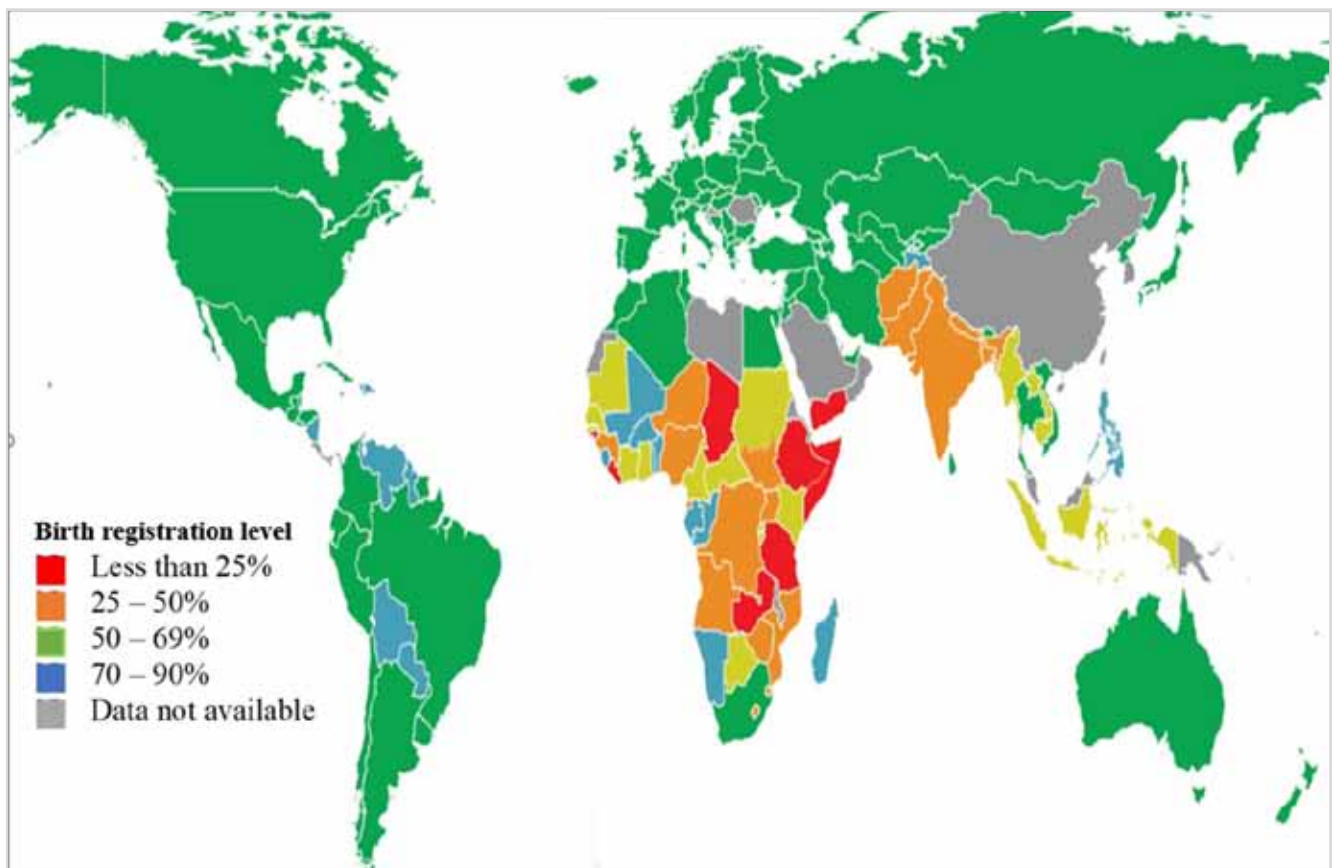 Birth registration level
Less than 25%
25 – 50%
50 – 69%
70 – 90%
Data not available